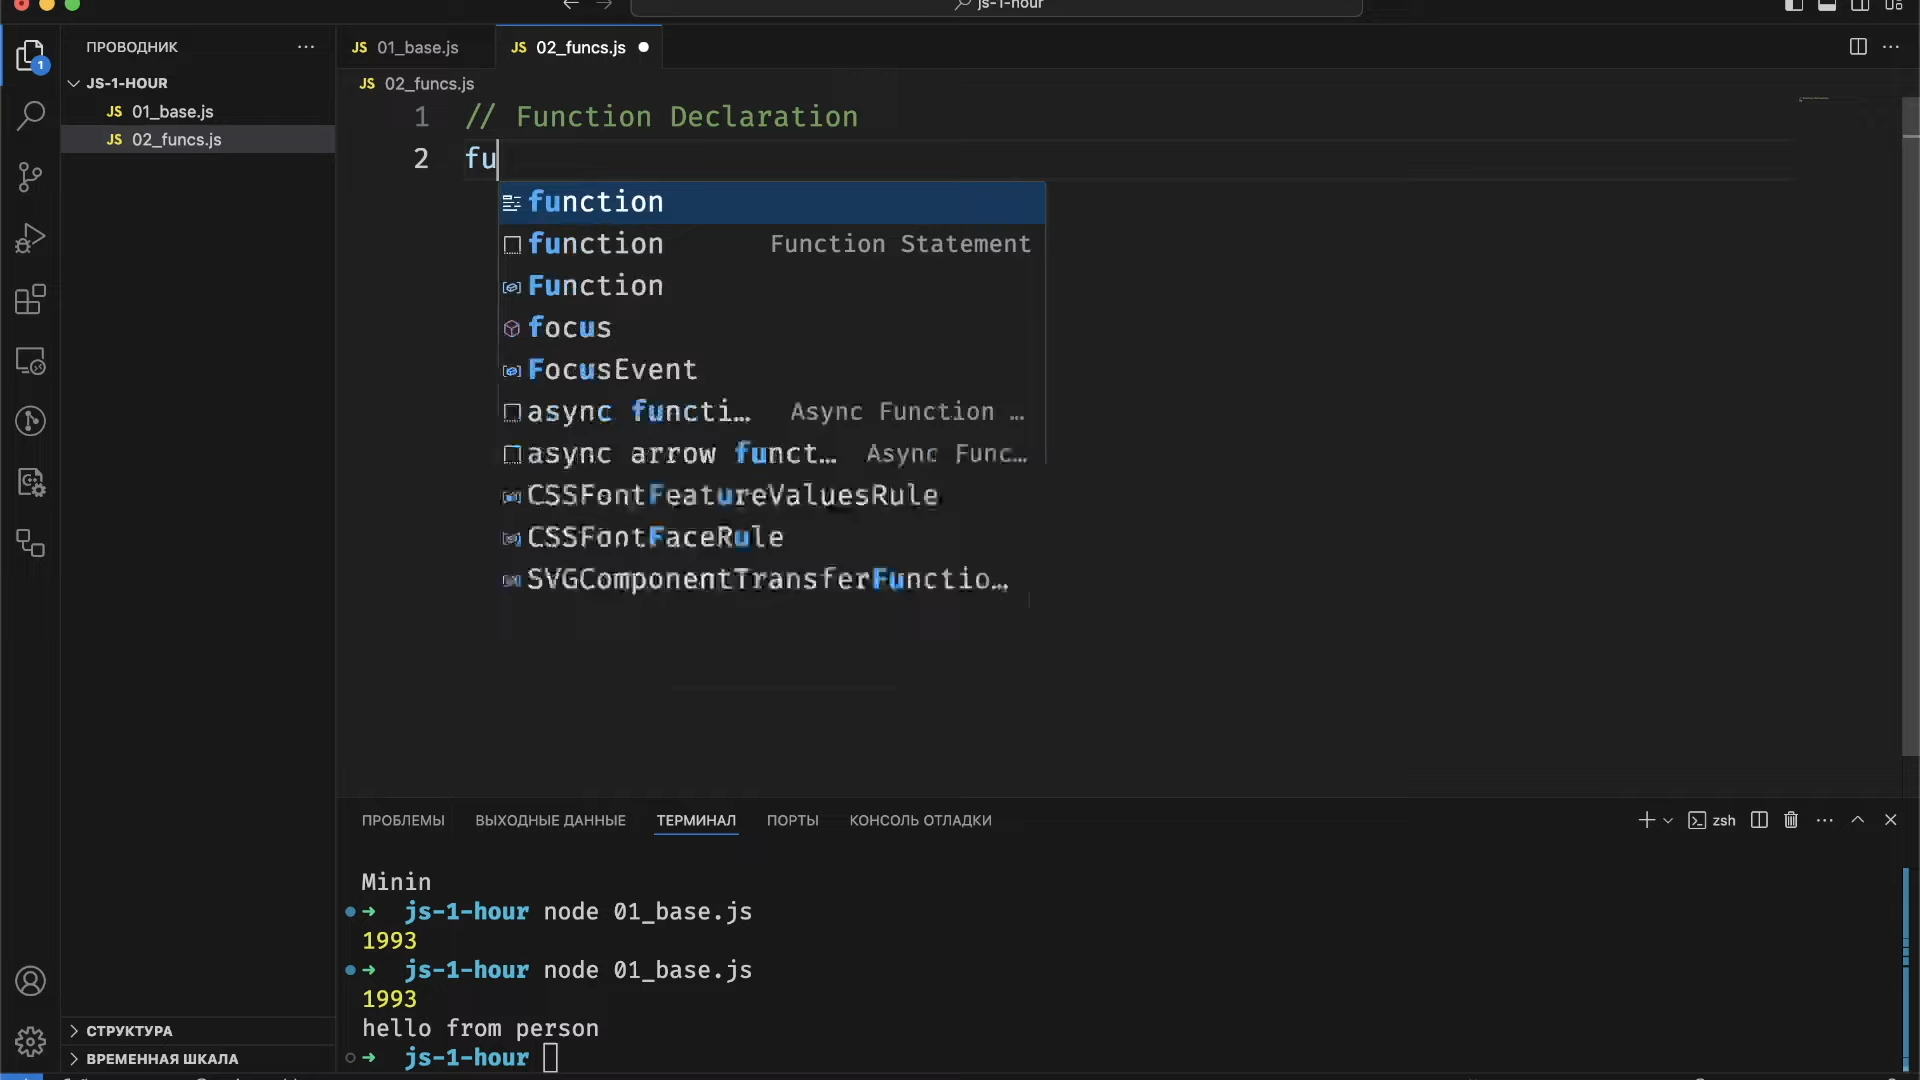 js-1-hour
ПРОВОДНИК
1
JS-1-HOUR
JS 01_base.js
JS 02_funcs.js
JS 01_base.js
JS 02_funcs.js
JS 02_funcs.js
1 // Function Declaration
2 fu
function
function Function Statement
Function
focus
FocusEvent
async functi… Async Function …
async arrow funct… Async Func…
CSSFontFeatureValuesRule
CSSFontFaceRule
SVGComponentTransferFunctio…
ПРОБЛЕМЫ ВЫХОДНЫЕ ДАННЫЕ ТЕРМИНАЛ ПОРТЫ КОНСОЛЬ ОТЛАДКИ
zsh
Minin
➜ js-1-hour node 01_base.js
1993
➜ js-1-hour node 01_base.js
1993
hello from person
➜ js-1-hour
СТРУКТУРА
ВРЕМЕННАЯ ШКАЛА